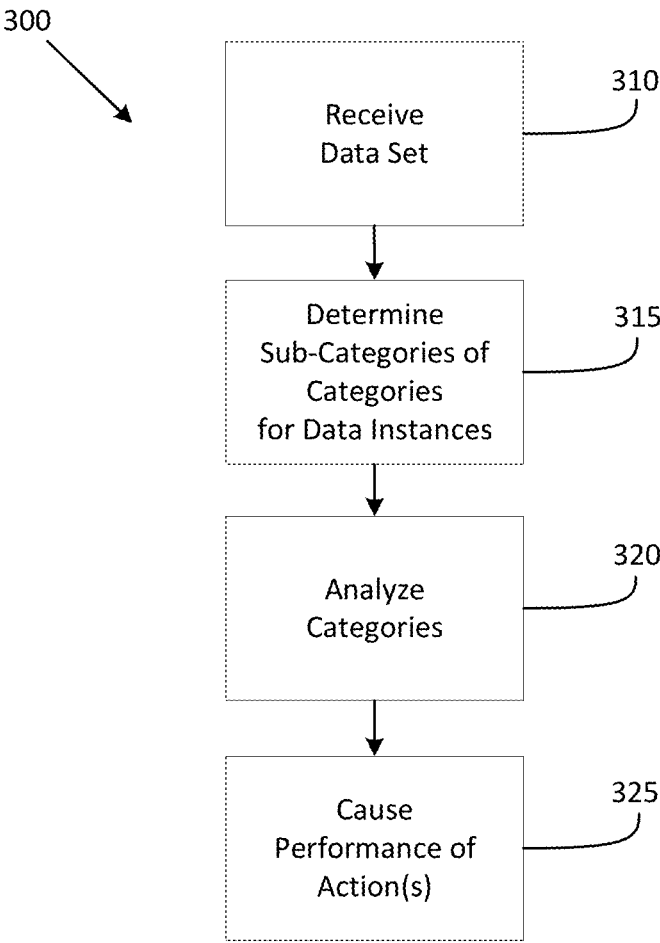 300
310
Receive
Data Set
315
Determine
Sub-Categories of
Categories
for Data Instances
320
Analyze
Categories
325
Cause
Performance of
Action(s)